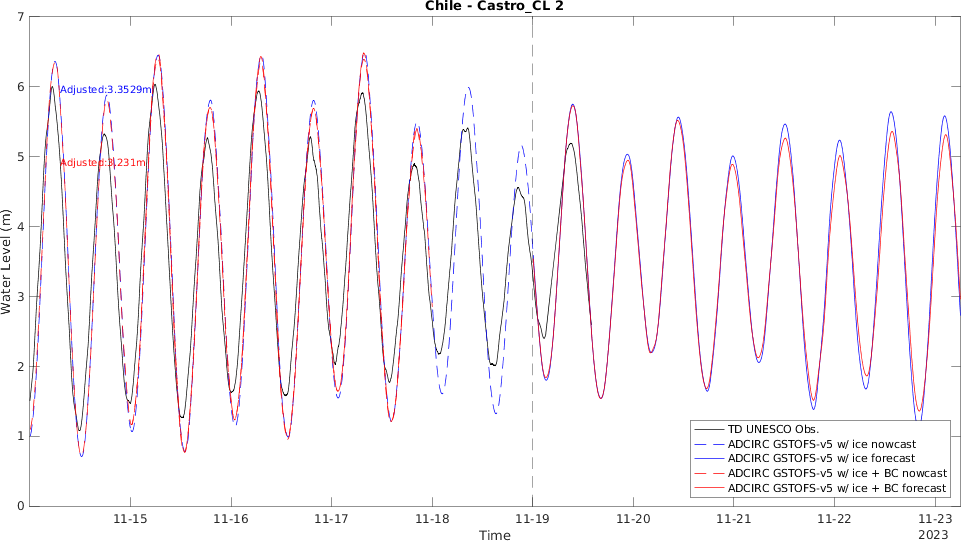 Chile - Castro_CL 2
7
6
5
4
3
2
1
0
Water Level (m)
Adjusted:3.3529m
Adjusted:3.231m
TD UNESCO Obs.
ADCIRC GSTOFS-v5 w/ ice nowcast
ADCIRC GSTOFS-v5 w/ ice forecast
ADCIRC GSTOFS-v5 w/ ice + BC nowcast
ADCIRC GSTOFS-v5 w/ ice + BC forecast
11-15 11-16 11-17 11-18 11-19 11-20 11-21 11-22 11-23
Time
2023